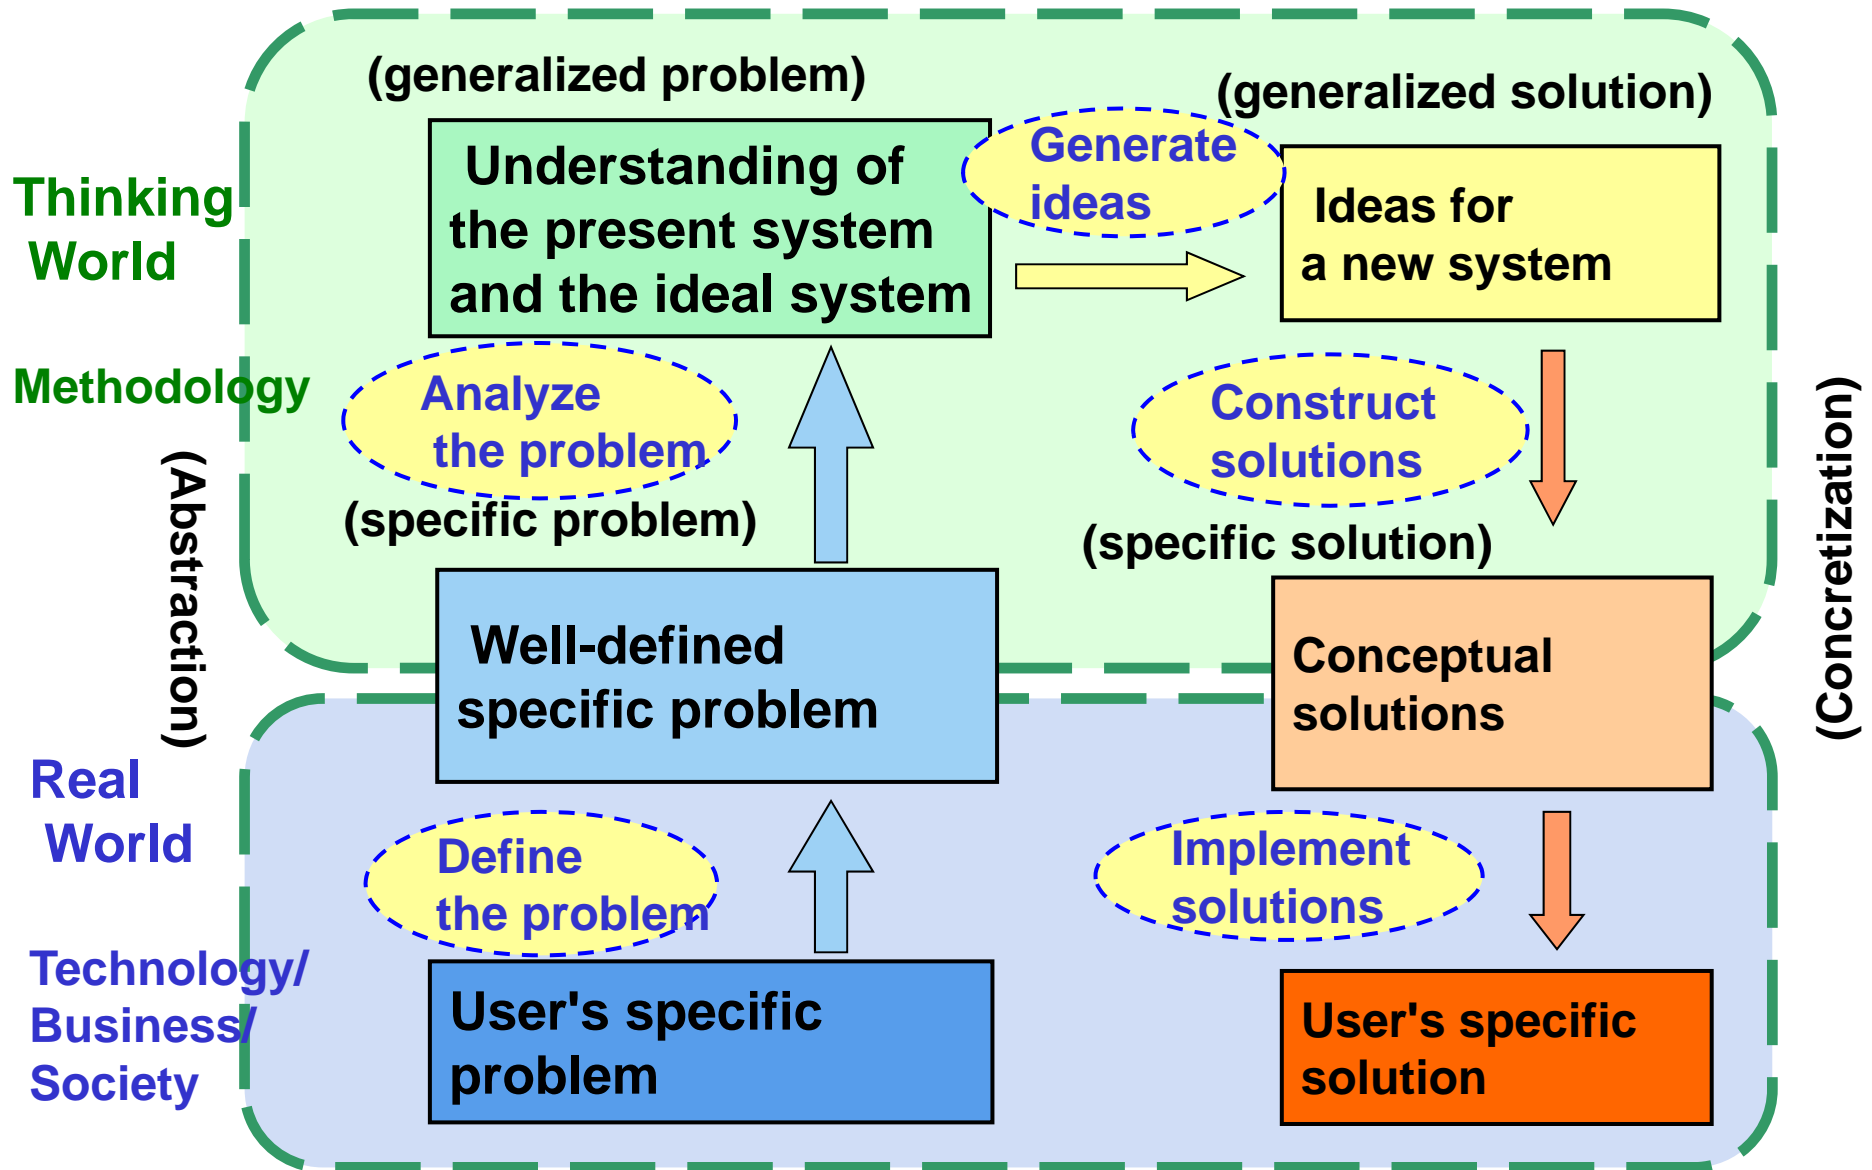 (generalized problem)
(generalized solution)
Thinking
World
Understanding of
the present system
and the ideal system
Generate
ideas
Ideas for
a new system
Methodology
Analyze
the problem
Construct
solutions
(Abstraction)
(Concretization)
(specific problem)
(specific solution)
Well-defined
specific problem
Conceptual
solutions
Real
World
Define
the problem
Implement
solutions
Technology/
Business/
Society
User's specific
problem
User's specific
solution